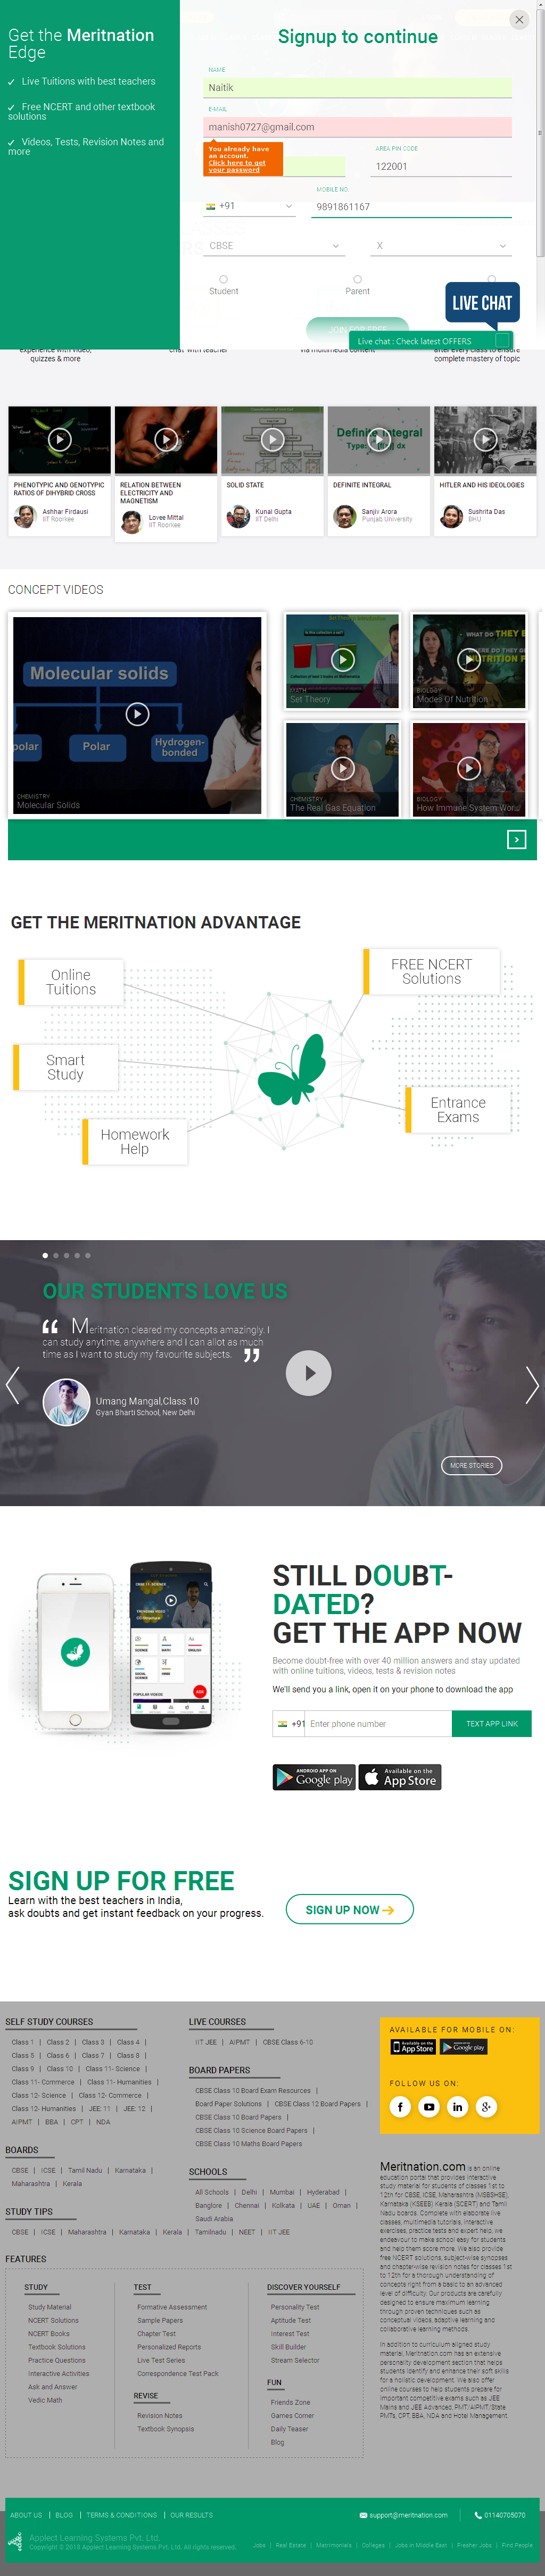 Get the Meritnation
Edge
Live Tuitions with best teachers
Free NCERT and other textbook
solutions
Videos, Tests, Revision Notes and
more
Signup to continue
NAME
Naitik
E-MAIL
manish0727@gmail.com
You already have
an account.
Click here to get
your password
AREA PIN CODE
122001
MOBILE NO.
+91
9891861167
CBSE
X
Student
Parent
JOIN FOR FREE
LIVE CHAT
Live chat : Check latest OFFERS
experience with video,
quizzes & more
chat with teacher
via multimedia content
after every class to ensure
complete mastery of topic
Definite Integral
PHENOTYPIC AND GENOTYPIC
RATIOS OF DIHYBRID CROSS
Ashhar Firdausi
IIT Roorkee
RELATION BETWEEN
ELECTRICITY AND
MAGNETISM
Lovee Mittal
IIT Roorkee
SOLID STATE
Kunal Gupta
IIT Delhi
DEFINITE INTEGRAL
Sanjiv Arora
Punjab University
HITLER AND HIS IDEOLOGIES
Sushrita Das
BHU
CONCEPT VIDEOS
Molecular solids
polar
Polar
Hydrogen-
bonded
CHEMISTRY
Molecular Solids
MATH
Set Theory
WHAT DO THEY E
BIOLOGY
Modes Of Nutrition
CHEMISTRY
The Real Gas Equation
BIOLOGY
How Immune System Wor...
GET THE MERITNATION ADVANTAGE
Online
Tuitions
FREE NCERT
Solutions
Smart
Study
Entrance
Exams
Homework
Help
OUR STUDENTS LOVE US
“ Meritnation cleared my concepts amazingly. I
can study anytime, anywhere and I can allot as much
time as I want to study my favourite subjects. ”
Umang Mangal,Class 10
Gyan Bharti School, New Delhi
MORE STORIES
STILL DOUBT-
DATED?
GET THE APP NOW
Become doubt-free with over 40 million answers and stay updated
with online tuitions, videos, tests & revision notes
We'll send you a link, open it on your phone to download the app
+91
Enter phone number
TEXT APP LINK
ANDROID APP ON
Google play
Available on the
App Store
SIGN UP FOR FREE
Learn with the best teachers in India,
ask doubts and get instant feedback on your progress.
SIGN UP NOW
SELF STUDY COURSES
Class 1 | Class 2 | Class 3 | Class 4 |
Class 5 | Class 6 | Class 7 | Class 8 |
Class 9 | Class 10 | Class 11- Science |
Class 11- Commerce | Class 11- Humanities |
Class 12- Science | Class 12- Commerce |
Class 12- Humanities | JEE: 11 | JEE: 12 |
AIPMT | BBA | CPT | NDA
BOARDS
CBSE | ICSE | Tamil Nadu | Karnataka |
Maharashtra | Kerala
STUDY TIPS
CBSE | ICSE | Maharashtra | Karnataka | Kerala | Tamilnadu | NEET | IIT JEE
LIVE COURSES
IIT JEE | AIPMT | CBSE Class 6-10
BOARD PAPERS
CBSE Class 10 Board Exam Resources |
Board Paper Solutions | CBSE Class 12 Board Papers |
CBSE Class 10 Board Papers |
CBSE Class 10 Science Board Papers |
CBSE Class 10 Maths Board Papers
SCHOOLS
All Schools | Delhi | Mumbai | Hyderabad |
Banglore | Chennai | Kolkata | UAE | Oman |
Saudi Arabia
FEATURES
STUDY
Study Material
NCERT Solutions
NCERT Books
Textbook Solutions
Practice Questions
Interactive Activities
Ask and Answer
Vedic Math
TEST
Formative Assessment
Sample Papers
Chapter Test
Personalized Reports
Live Test Series
Correspondence Test Pack
REVISE
Revision Notes
Textbook Synopsis
DISCOVER YOURSELF
Personality Test
Aptitude Test
Interest Test
Skill Builder
Stream Selector
FUN
Friends Zone
Games Corner
Daily Teaser
Blog
AVAILABLE FOR MOBILE ON:
Available on the
App Store
Google play
FOLLOW US ON:
Meritnation.com is an online
education portal that provides interactive
study material for students of classes 1st to
12th for CBSE, ICSE, Maharashtra (MSBSHSE),
Karnataka (KSEEB) Kerala (SCERT) and Tamil
Nadu boards. Complete with elaborate live
classes, multimedia tutorials, interactive
exercises, practice tests and expert help, we
endeavour to make school easy for students
and help them score more. We also provide
free NCERT solutions, subject-wise synopses
and chapter-wise revision notes for classes 1st
to 12th for a thorough understanding of
concepts right from a basic to an advanced
level of difficulty. Our products are carefully
designed to ensure maximum learning
through proven techniques such as
conceptual videos, adaptive learning and
collaborative learning methods.
In addition to curriculum aligned study
material, Meritnation.com has an extensive
personality development section that helps
students identify and enhance their soft skills
for a holistic development. We also offer
online courses to help students prepare for
important competitive exams such as JEE
Mains and JEE Advanced, PMT/AIPMT/State
PMTs, CPT, BBA, NDA and Hotel Management.
ABOUT US | BLOG | TERMS & CONDITIONS | OUR RESULTS
support@meritnation.com
01140705070
Applect Learning Systems Pvt. Ltd.
Copyright © 2018 Applect Learning Systems Pvt. Ltd. All rights reserved.
Jobs | Real Estate | Matrimonials | Colleges | Jobs in Middle East | Fresher Jobs | Find People